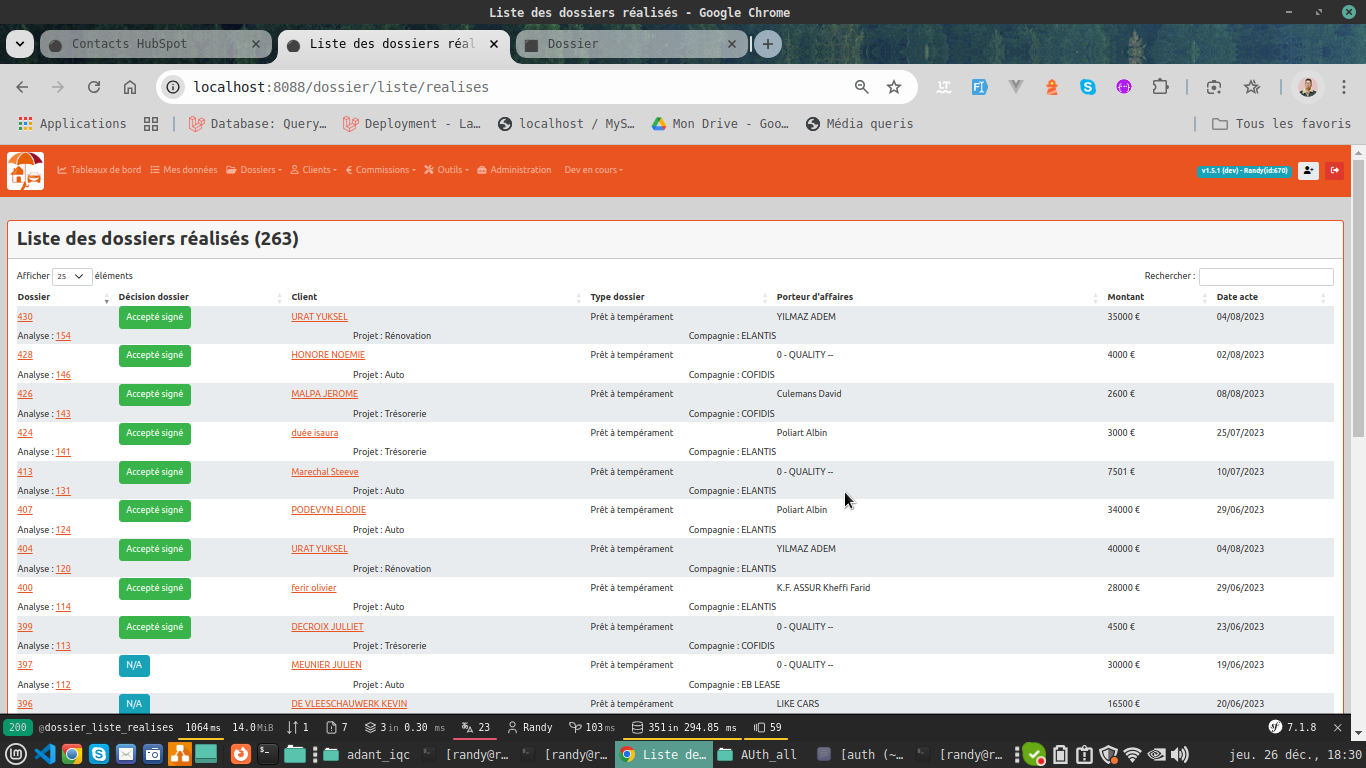 Liste des dossiers réalisés - Google Chrome
Contacts HubSpot
Liste des dossiers réal
Dossier
localhost:8088/dossier/liste/realises
Applications
Database: Query...
Deployment - La...
localhost / MyS...
Mon Drive - Goo...
Média queris
Tous les favoris
Tableaux de bord Mes données Dossiers Clients Commissions Outils Administration Dev en cours
v1.5.1 (dev) - Randy(id:670)
Liste des dossiers réalisés (263)
Afficher 25 éléments
Rechercher :
Dossier Décision dossier Client Type dossier Porteur d'affaires Montant Date acte
430 Accepté signé URAT YUKSEL Prêt à tempérament YILMAZ ADEM 35000 € 04/08/2023
Analyse : 154 Projet : Rénovation Compagnie : ELANTIS
428 Accepté signé HONORE NOEMIE Prêt à tempérament 0 - QUALITY -- 4000 € 02/08/2023
Analyse : 146 Projet : Auto Compagnie : COFIDIS
426 Accepté signé MALPA JEROME Prêt à tempérament Culemans David 2600 € 08/08/2023
Analyse : 143 Projet : Trésorerie Compagnie : COFIDIS
424 Accepté signé duée isaura Prêt à tempérament Poliart Albin 3000 € 25/07/2023
Analyse : 141 Projet : Trésorerie Compagnie : ELANTIS
413 Accepté signé Marechal Steeve Prêt à tempérament 0 - QUALITY -- 7501 € 10/07/2023
Analyse : 131 Projet : Auto Compagnie : ELANTIS
407 Accepté signé PODEVYN ELODIE Prêt à tempérament Poliart Albin 34000 € 29/06/2023
Analyse : 124 Projet : Auto Compagnie : ELANTIS
404 Accepté signé URAT YUKSEL Prêt à tempérament YILMAZ ADEM 40000 € 04/08/2023
Analyse : 120 Projet : Rénovation Compagnie : ELANTIS
400 Accepté signé ferir olivier Prêt à tempérament K.F. ASSUR Kheffi Farid 28000 € 29/06/2023
Analyse : 114 Projet : Auto Compagnie : ELANTIS
399 Accepté signé DECROIX JULLIET Prêt à tempérament 0 - QUALITY -- 4500 € 23/06/2023
Analyse : 113 Projet : Trésorerie Compagnie : COFIDIS
397 N/A MEUNIER JULIEN Prêt à tempérament 0 - QUALITY -- 30000 € 19/06/2023
Analyse : 112 Projet : Auto Compagnie : EB LEASE
396 N/A DE VLEESCHAUWERK KEVIN Prêt à tempérament LIKE CARS 16500 € 20/06/2023
200 @dossier_liste_realises 1064 ms 14.0 MiB 1 7 3 in 0.30 ms 23 Randy 103 ms 351 in 294.85 ms 59 7.1.8
adant_iqc [randy@r... [randy@r... Liste de... AUth_all [auth (~... [randy@r... jeu. 26 déc., 18:30